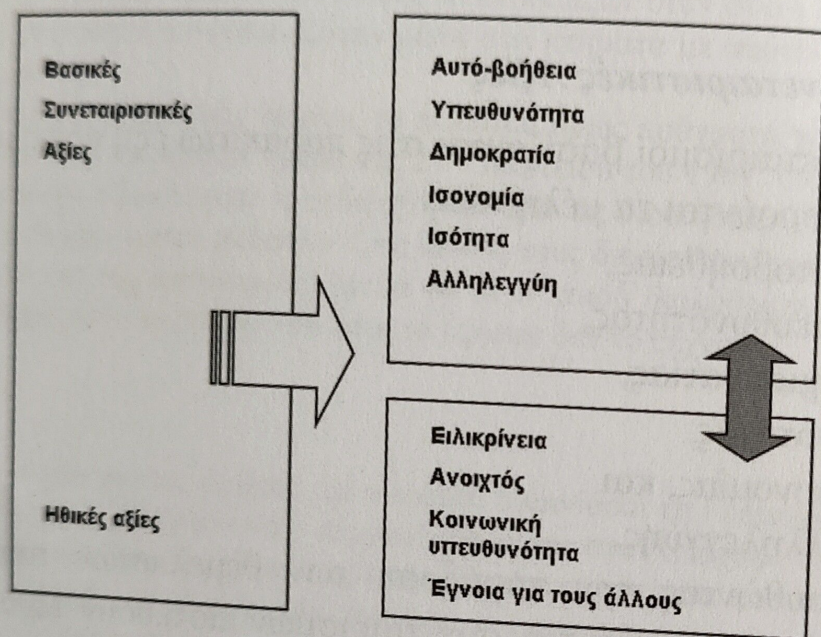 Βασικές
Συνεταιριστικές
Αξίες
Ηθικές αξίες
Αυτό-βοήθεια
Υπευθυνότητα
Δημοκρατία
Ισονομία
Ισότητα
Αλληλεγγύη
Ειλικρίνεια
Ανοιχτός
Κοινωνική
υπευθυνότητα
Έγνοια για τους άλλους